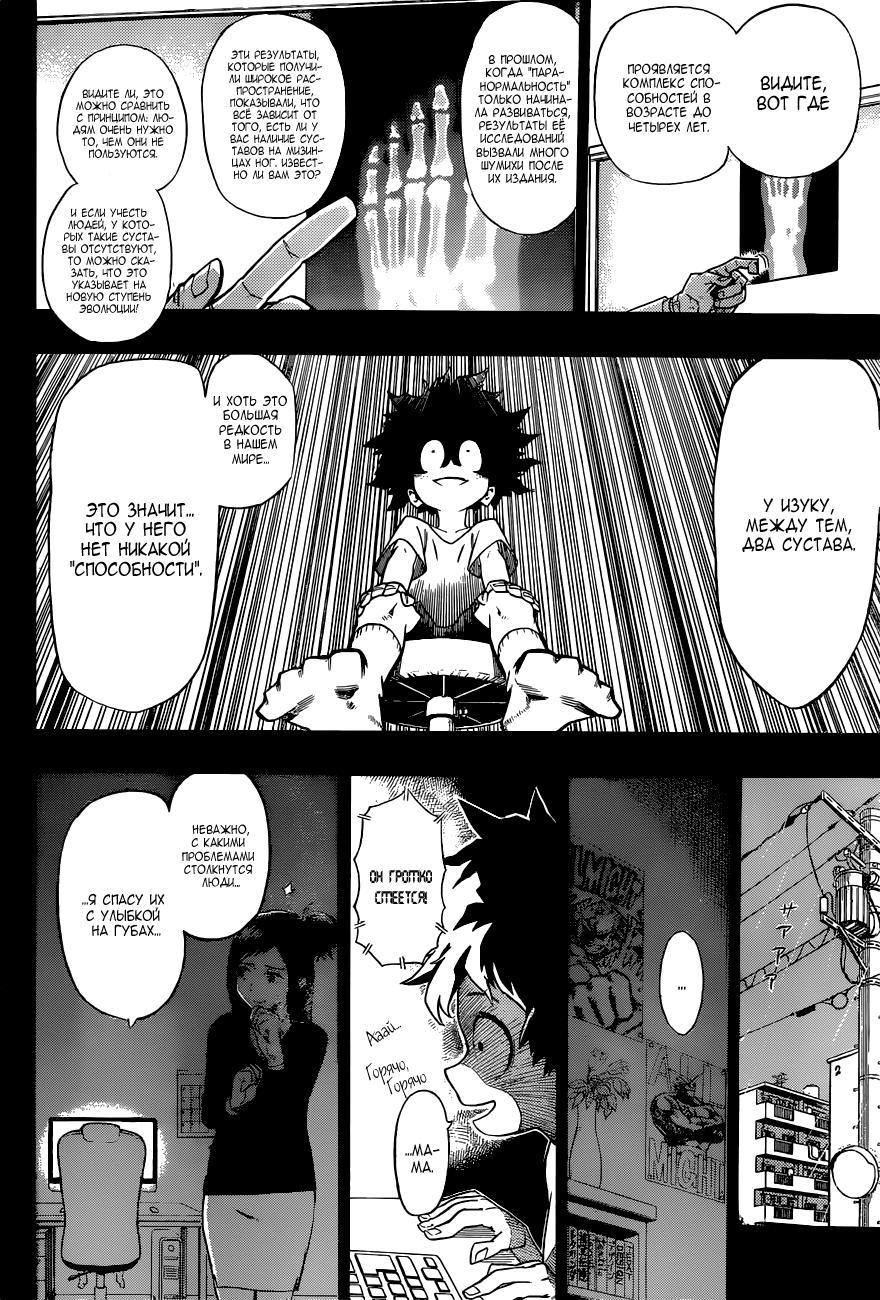 ВИДИТЕ,
ВОТ ГДЕ
ПРОЯВЛЯЕТСЯ
КОМПЛЕКС СПО-
СОБНОСТЕЙ В
ВОЗРАСТЕ ДО
ЧЕТЫРЕХ ЛЕТ.
В ПРОШЛОМ,
КОГДА "ПАРА-
НОРМАЛЬНОСТЬ"
ТОЛЬКО НАЧИНА-
ЛА РАЗВИВАТЬСЯ,
РЕЗУЛЬТАТЫ ЕЁ
ИССЛЕДОВАНИЙ
ВЫЗВАЛИ МНОГО
ШУМИХИ ПОСЛЕ
ИХ ИЗДАНИЯ.
ЭТИ РЕЗУЛЬТАТЫ,
КОТОРЫЕ ПОЛУЧИ-
ЛИ ШИРОКОЕ РАС-
ПРОСТРАНЕНИЕ,
ПОКАЗЫВАЛИ, ЧТО
ВСЁ ЗАВИСИТ ОТ
ТОГО, ЕСТЬ ЛИ У
ВАС НАЛИЧИЕ СУС-
ТАВОВ НА МИЗИН-
ЦАХ НОГ. ИЗВЕСТ-
НО ЛИ ВАМ ЭТО?
ВИДИТЕ ЛИ, ЭТО
МОЖНО СРАВНИТЬ
С ПРИНЦИПОМ: ЛЮ-
ДЯМ ОЧЕНЬ НУЖНО
ТО, ЧЕМ ОНИ НЕ
ПОЛЬЗУЮТСЯ.
И ЕСЛИ УЧЕСТЬ
ЛЮДЕЙ, У КОТО-
РЫХ ТАКИЕ СУСТА-
ВЫ ОТСУТСТВУЮТ,
ТО МОЖНО СКА-
ЗАТЬ, ЧТО ЭТО
УКАЗЫВАЕТ НА
НОВУЮ СТУПЕНЬ
ЭВОЛЮЦИИ!
У ИЗУКУ,
МЕЖДУ ТЕМ,
ДВА СУСТАВА.
И ХОТЬ ЭТО
БОЛЬШАЯ
РЕДКОСТЬ
В НАШЕМ
МИРЕ...
ЭТО ЗНАЧИТ...
ЧТО У НЕГО
НЕТ НИКАКОЙ
"СПОСОБНОСТИ".
2
...
ОН ГРОМКО
СМЕЕТСЯ!
Ааай..
Горячо,
Горячо
...МА-
МА.
НЕВАЖНО,
С КАКИМИ
ПРОБЛЕМАМИ
СТОЛКНУТСЯ
ЛЮДИ...
...Я СПАСУ ИХ
С УЛЫБКОЙ
НА ГУБАХ...